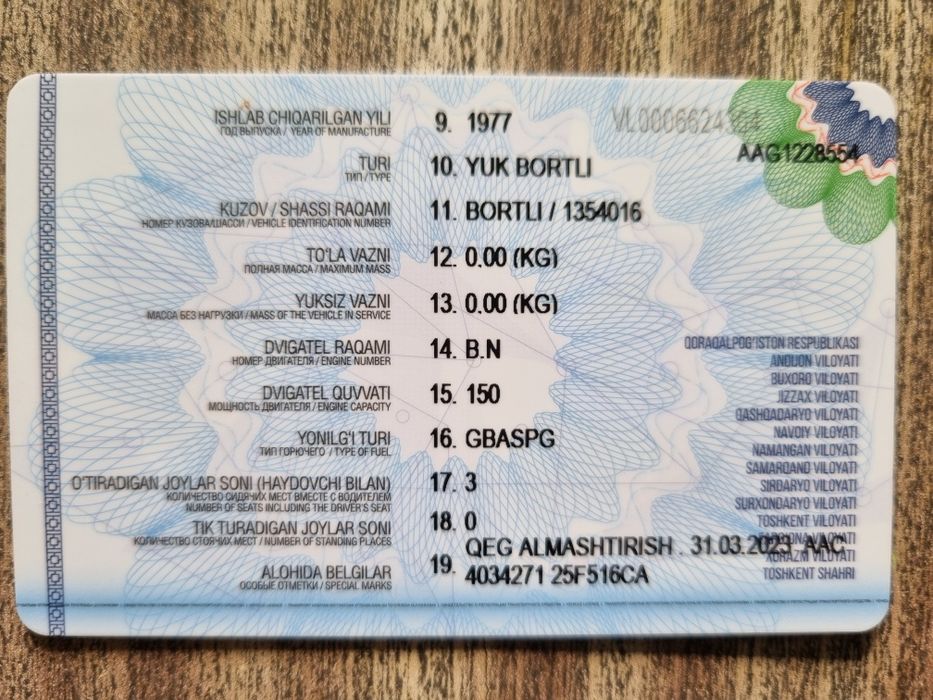 ISHLAB CHIQARILGAN YILI 9. 1977
ГОД ВЫПУСКА / YEAR OF MANUFACTURE
AAG1228554
TURI 10. YUK BORTLI
ТИП / TYPE
KUZOV / SHASSI RAQAMI 11. BORTLI / 1354016
НОМЕР КУЗОВА/ШАССИ / VEHICLE IDENTIFICATION NUMBER
TO'LA VAZNI 12. 0.00 (KG)
ПОЛНАЯ МАССА / MAXIMUM MASS
YUKSIZ VAZNI 13. 0.00 (KG)
МАССА БЕЗ НАГРУЗКИ / MASS OF THE VEHICLE IN SERVICE
DVIGATEL RAQAMI 14. B.N
НОМЕР ДВИГАТЕЛЯ / ENGINE NUMBER
DVIGATEL QUVVATI 15. 150
МОЩНОСТЬ ДВИГАТЕЛЯ / ENGINE CAPACITY
YONILG'I TURI 16. GBASPG
ТИП ГОРЮЧЕГО / TYPE OF FUEL
O'TIRADIGAN JOYLAR SONI (HAYDOVCHI BILAN) 17. 3
КОЛИЧЕСТВО СИДЯЧИХ МЕСТ ВМЕСТЕ С ВОДИТЕЛЕМ
NUMBER OF SEATS INCLUDING THE DRIVER'S SEAT
TIK TURADIGAN JOYLAR SONI 18. 0
КОЛИЧЕСТВО СТОЯЧИХ МЕСТ / NUMBER OF STANDING PLACES
ALOHIDA BELGILAR 19. QEG ALMASHTIRISH . 31.03.2023 AAC
4034271 25F516CA
ОСОБЫЕ ОТМЕТКИ / SPECIAL MARKS
QORAQALPOG'ISTON RESPUBLIKASI
ANDIJON VILOYATI
BUXORO VILOYATI
JIZZAX VILOYATI
QASHQADARYO VILOYATI
NAVOIY VILOYATI
NAMANGAN VILOYATI
SAMARQAND VILOYATI
SIRDARYO VILOYATI
SURXONDARYO VILOYATI
TOSHKENT VILOYATI
VILOYATI
XORAZM VILOYATI
TOSHKENT SHAHRI